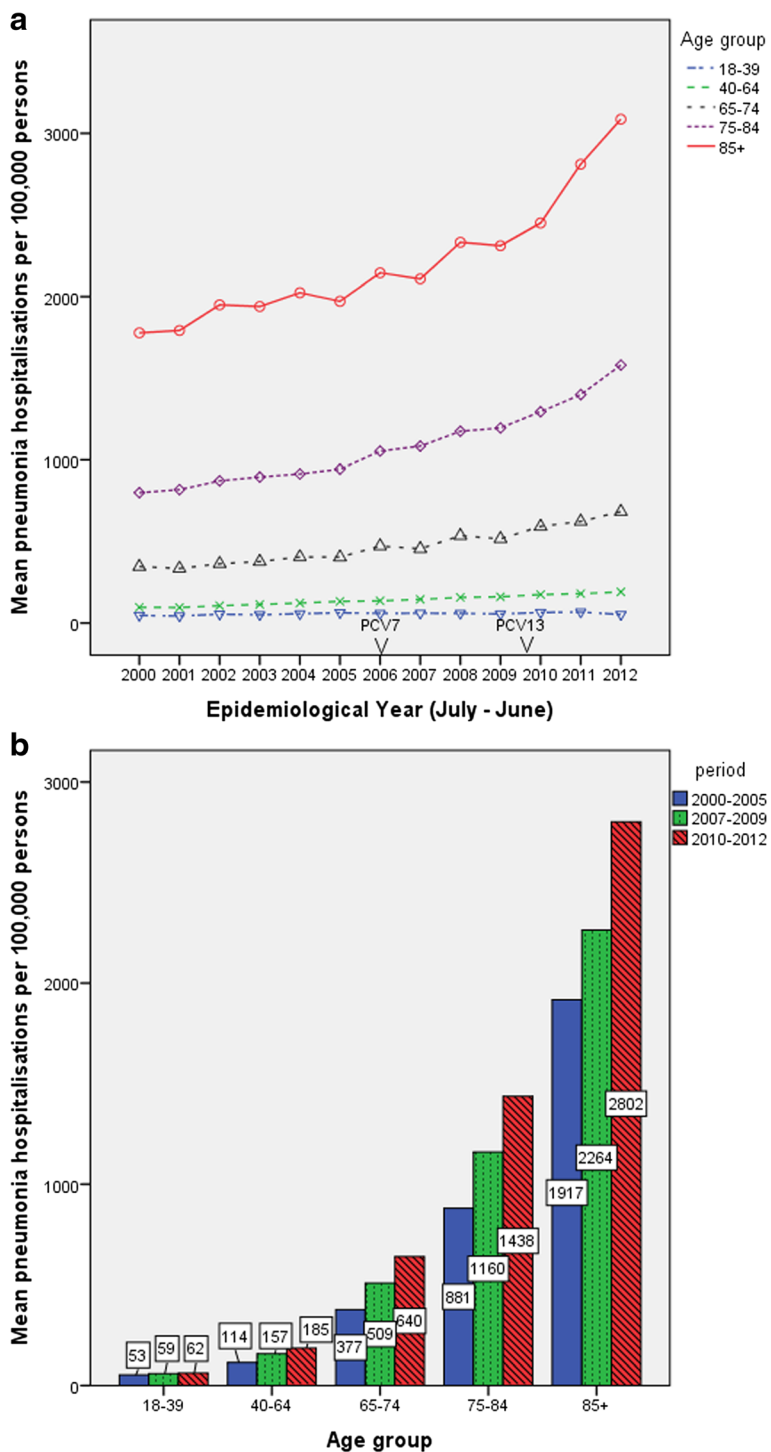 a
Age group
18-39
40-64
65-74
75-84
85+
Mean pneumonia hospitalisations per 100,000 persons
3000
2000
1000
0
PCV7 PCV13
2000 2001 2002 2003 2004 2005 2006 2007 2008 2009 2010 2011 2012
Epidemiological Year (July - June)
b
period
2000-2005
2007-2009
2010-2012
Mean pneumonia hospitalisations per 100,000 persons
3000
2000
1000
0
53 59 62
114 157 185
377 509 640
881 1160 1438
1917 2264 2802
18-39 40-64 65-74 75-84 85+
Age group